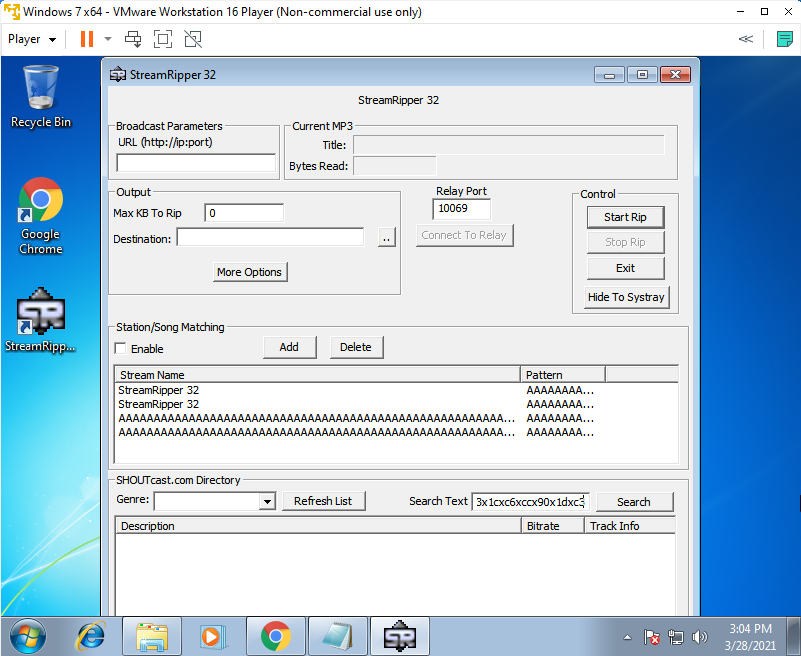 Windows 7 x64 - VMware Workstation 16 Player (Non-commercial use only)
Player
Recycle Bin
Google
Chrome
StreamRipp...
StreamRipper 32
StreamRipper 32
Broadcast Parameters
URL (http://ip:port)
Current MP3
Title:
Bytes Read:
Output
Max KB To Rip 0
Destination:
..
More Options
Relay Port
10069
Connect To Relay
Control
Start Rip
Stop Rip
Exit
Hide To Systray
Station/Song Matching
Enable
Add
Delete
Stream Name Pattern
StreamRipper 32 AAAAAAAA...
StreamRipper 32 AAAAAAAA...
AAAAAAAAAAAAAAAAAAAAAAAAAAAAAAAAAAAAAAAAAAAAAAAAAAAAAAA... AAAAAAAA...
AAAAAAAAAAAAAAAAAAAAAAAAAAAAAAAAAAAAAAAAAAAAAAAAAAAAAAA... AAAAAAAA...
SHOUTcast.com Directory
Genre: Refresh List Search Text 3x1cxc6xccx90x1dxc3 Search
Description Bitrate Track Info
3:04 PM
3/28/2021